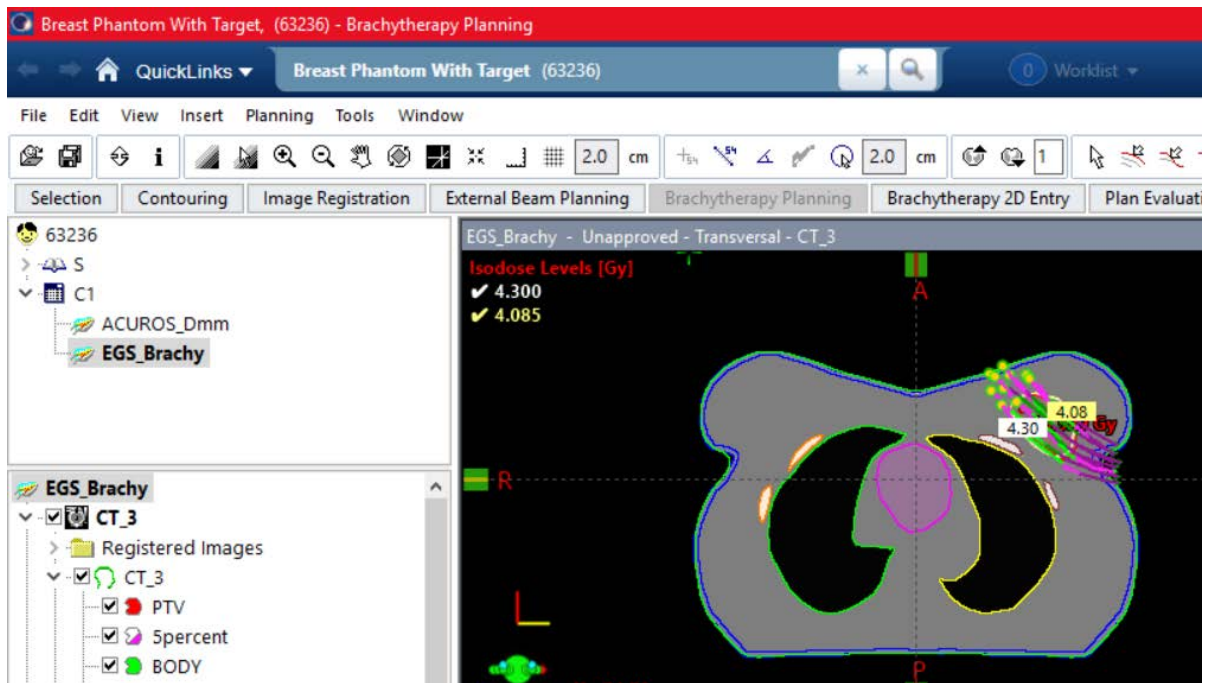 Breast Phantom With Target, (63236) - Brachytherapy Planning
QuickLinks Breast Phantom With Target (63236) × 0 Worklist
File Edit View Insert Planning Tools Window
i 2.0 cm 2.0 cm 1
Selection Contouring Image Registration External Beam Planning Brachytherapy Planning Brachytherapy 2D Entry Plan Evaluati
63236
S
C1
ACUROS_Dmm
EGS_Brachy
EGS_Brachy
CT_3
Registered Images
CT_3
PTV
5percent
BODY
EGS_Brachy - Unapproved - Transversal - CT_3
Isodose Levels [Gy]
4.300
4.085
A
4.08
4.30
Gy
R
P